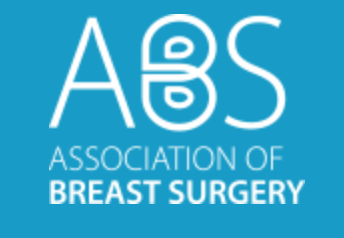 ABS
ASSOCIATION OF
BREAST SURGERY